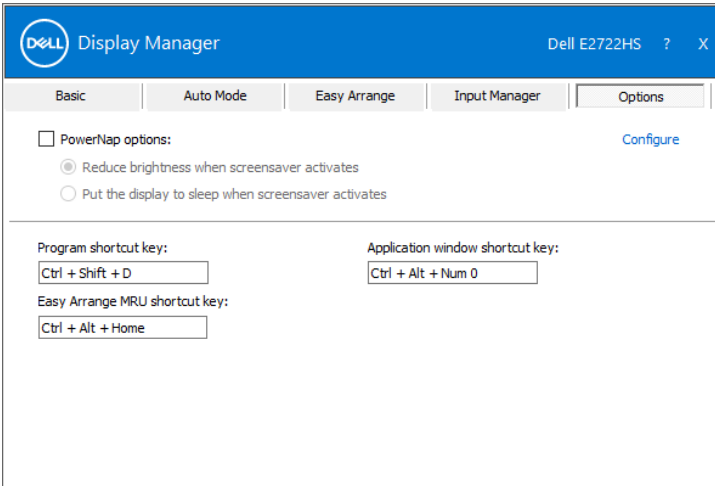 DELL Display Manager Dell E2722HS ? X
Basic Auto Mode Easy Arrange Input Manager Options
PowerNap options: Configure
Reduce brightness when screensaver activates
Put the display to sleep when screensaver activates
Program shortcut key: Application window shortcut key:
Ctrl + Shift + D Ctrl + Alt + Num 0
Easy Arrange MRU shortcut key:
Ctrl + Alt + Home